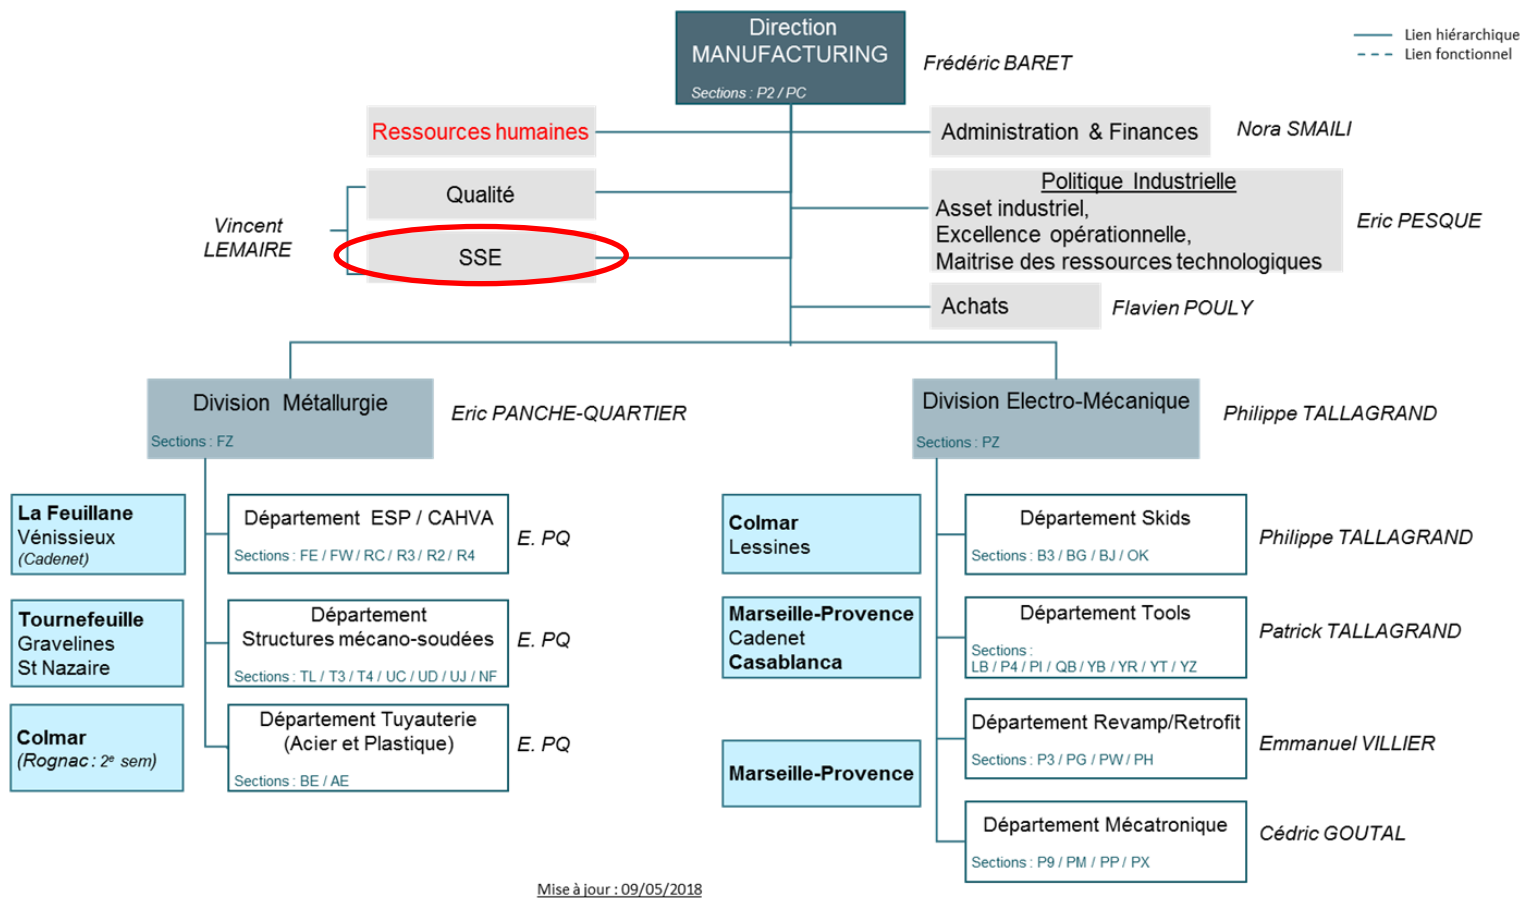 Direction
MANUFACTURING
Sections : P2 / PC
Frédéric BARET
Lien hiérarchique
Lien fonctionnel
Ressources humaines
Administration & Finances
Nora SMAILI
Qualité
Vincent
LEMAIRE
SSE
Politique Industrielle
Asset industriel,
Excellence opérationnelle,
Maitrise des ressources technologiques
Eric PESQUE
Achats
Flavien POULY
Division Métallurgie
Sections : FZ
Eric PANCHE-QUARTIER
Division Electro-Mécanique
Sections : PZ
Philippe TALLAGRAND
La Feuillane
Vénissieux
(Cadenet)
Département ESP / CAHVA
Sections : FE / FW / RC / R3 / R2 / R4
E. PQ
Tournefeuille
Gravelines
St Nazaire
Département
Structures mécano-soudées
Sections : TL / T3 / T4 / UC / UD / UJ / NF
E. PQ
Colmar
(Rognac : 2e sem)
Département Tuyauterie
(Acier et Plastique)
Sections : BE / AE
E. PQ
Colmar
Lessines
Département Skids
Sections : B3 / BG / BJ / OK
Philippe TALLAGRAND
Marseille-Provence
Cadenet
Casablanca
Département Tools
Sections :
LB / P4 / PI / QB / YB / YR / YT / YZ
Patrick TALLAGRAND
Marseille-Provence
Département Revamp/Retrofit
Sections : P3 / PG / PW / PH
Emmanuel VILLIER
Département Mécatronique
Sections : P9 / PM / PP / PX
Cédric GOUTAL
Mise à jour : 09/05/2018